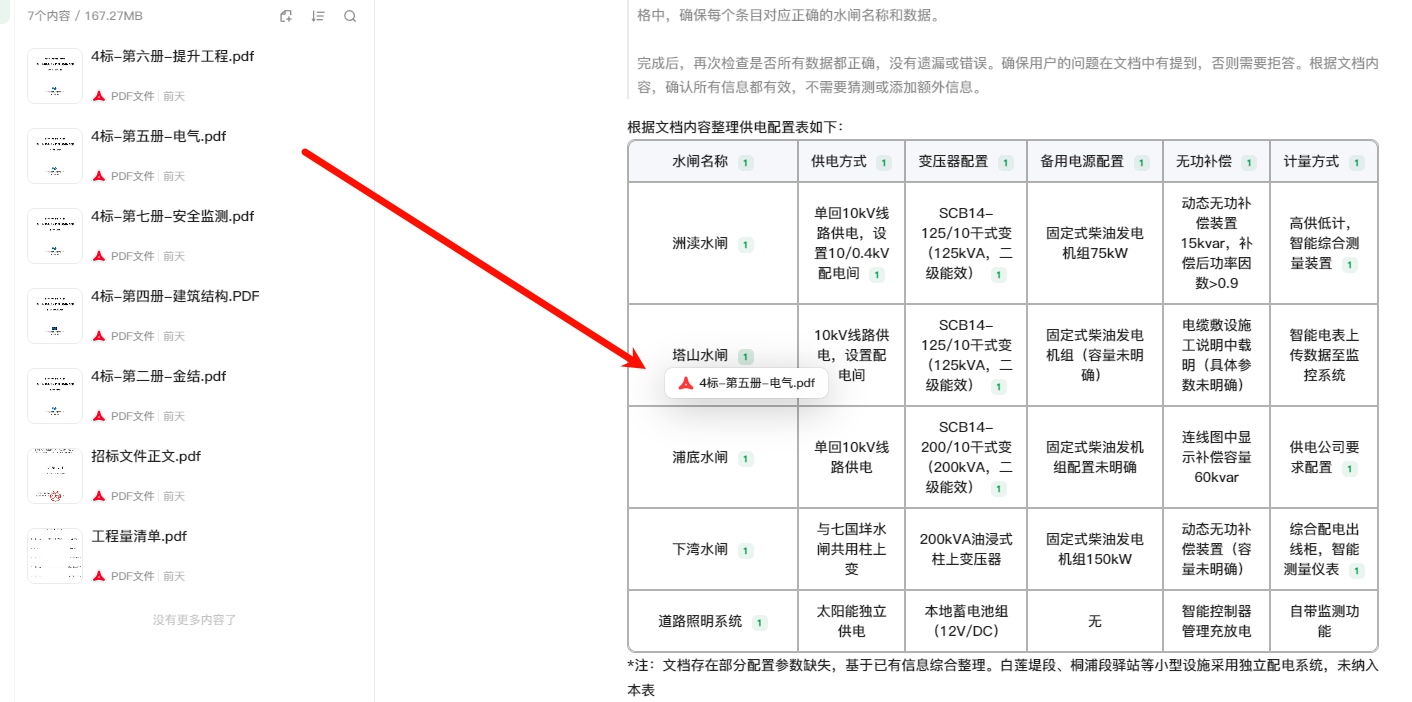 7个内容 / 167.27MB
4标-第六册-提升工程.pdf
PDF文件 | 前天
4标-第五册-电气.pdf
PDF文件 | 前天
4标-第七册-安全监测.pdf
PDF文件 | 前天
4标-第四册-建筑结构.PDF
PDF文件 | 前天
4标-第二册-金结.pdf
PDF文件 | 前天
招标文件正文.pdf
PDF文件 | 前天
工程量清单.pdf
PDF文件 | 前天
没有更多内容了
格中，确保每个条目对应正确的水闸名称和数据。
完成后，再次检查是否所有数据都正确，没有遗漏或错误。确保用户的问题在文档中有提到，否则需要拒答。根据文档内
容，确认所有信息都有效，不需要猜测或添加额外信息。
根据文档内容整理供电配置表如下：
水闸名称 1 供电方式 1 变压器配置 1 备用电源配置 1 无功补偿 1 计量方式 1
洲渎水闸 1
单回10kV线
路供电，设
置10/0.4kV
配电间 1
SCB14-
125/10干式变
（125kVA，二
级能效） 1
固定式柴油发电
机组75kW
动态无功补
偿装置
15kvar，补
偿后功率因
数>0.9
高供低计，
智能综合测
量装置 1
塔山水闸 1
4标-第五册-电气.pdf
10kV线路供
电，设置配
电间
SCB14-
125/10干式变
（125kVA，二
级能效） 1
固定式柴油发电
机组（容量未明
确）
电缆敷设施
工说明中载
明（具体参
数未明确）
智能电表上
传数据至监
控系统
浦底水闸 1
单回10kV线
路供电
SCB14-
200/10干式变
（200kVA，二
级能效） 1
固定式柴油发机
组配置未明确
连线图中显
示补偿容量
60kvar
供电公司要
求配置 1
下湾水闸 1
与七国垟水
闸共用柱上
变
200kVA油浸式
柱上变压器
固定式柴油发电
机组150kW
动态无功补
偿装置（容
量未明确）
综合配电出
线柜，智能
测量仪表 1
道路照明系统 1
太阳能独立
供电
本地蓄电池组
（12V/DC）
无
智能控制器
管理充放电
自带监测功
能
*注：文档存在部分配置参数缺失，基于已有信息综合整理。白莲堤段、桐浦段驿站等小型设施采用独立配电系统，未纳入
本表